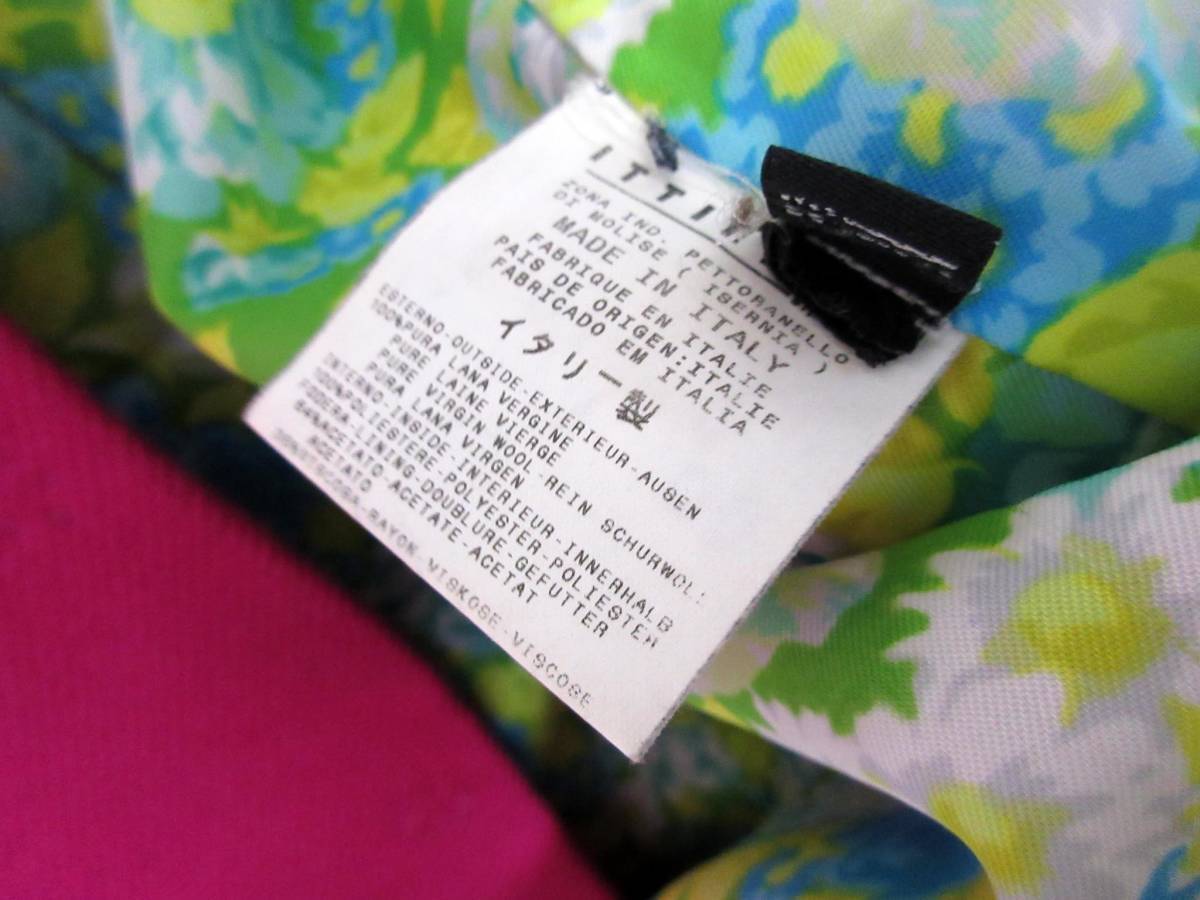 ITTI
ZONA IND. PETTORANELLO
DI MOLISE ( ISERNIA )
MADE IN ITALY
FABRIQUE EN ITALIE
PAIS DE ORIGEN:ITALIE
FABRICADO EM ITALIA
イタリー製
ESTERNO-OUTSIDE-EXTERIEUR-AUSEN
100%PURA LANA VERGINE
PURE LAINE VIERGE
PURE VIRGIN WOOL-REIN SCHURWOL
PURA LANA VIRGEN
INTERNO-INSIDE-INTERIEUR-INNERHALB
100%POLIESTERE-POLYESTER-POLIESTER
FODERA-LINING-DOUBLURE-GEFUTTER
ACETATO-ACETATE-ACETAT
ACETATO
RAYON-VISKOSE-VISCOSE